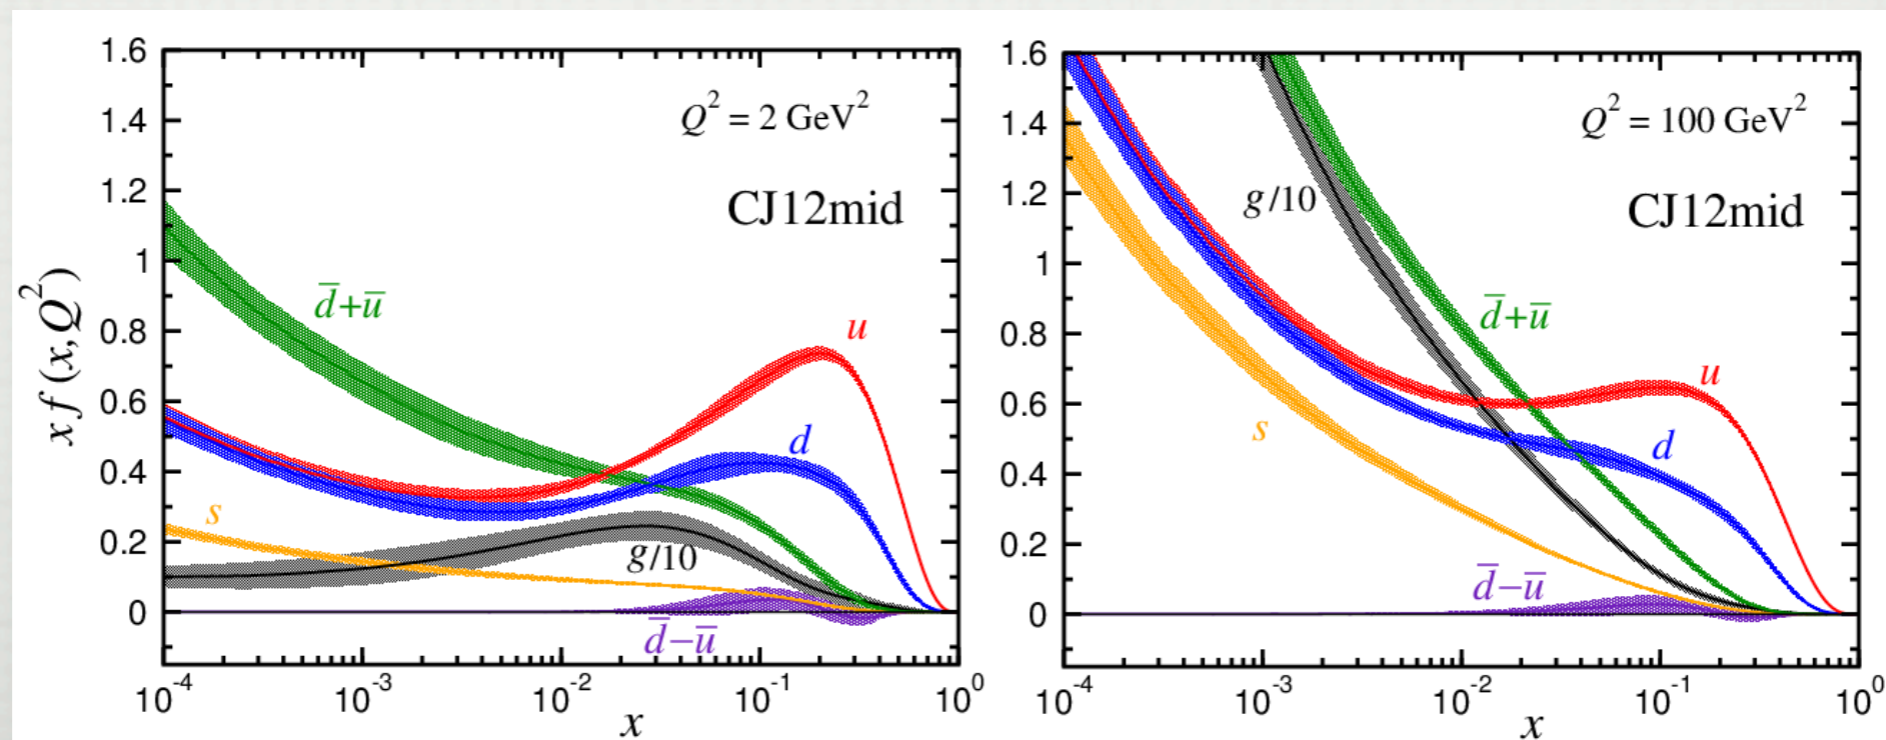 x f (x,Q²)
1.6
1.4
1.2
1
0.8
0.6
0.4
0.2
0
Q² = 2 GeV²
CJ12mid
d̅+u̅
u
d
s
g/10
d̅−u̅
10⁻⁴ 10⁻³ 10⁻² 10⁻¹ 10⁰
x
1.6
1.4
1.2
1
0.8
0.6
0.4
0.2
0
Q² = 100 GeV²
CJ12mid
g/10
d̅+u̅
u
s
d
d̅−u̅
10⁻⁴ 10⁻³ 10⁻² 10⁻¹ 10⁰
x